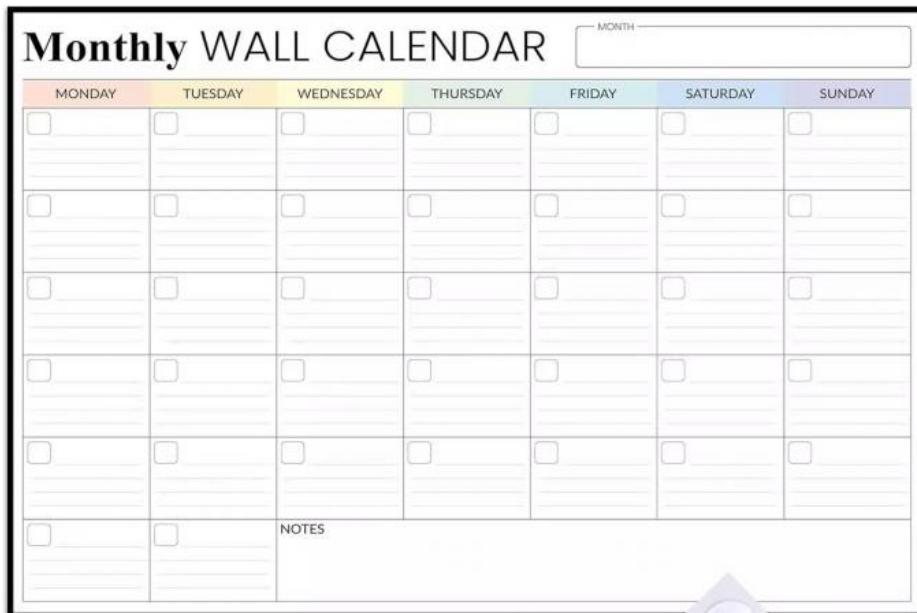 Monthly WALL CALENDAR
MONTH
MONDAY TUESDAY WEDNESDAY THURSDAY FRIDAY SATURDAY SUNDAY
NOTES